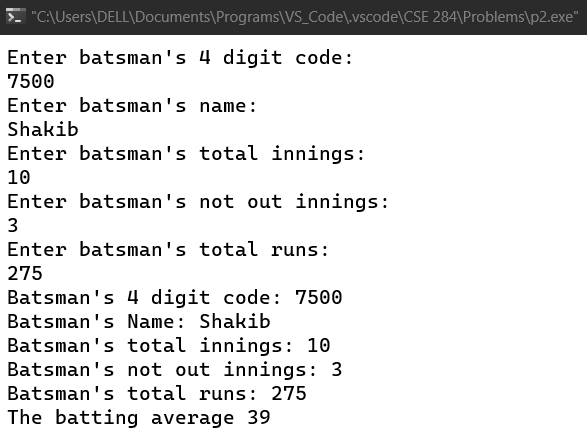 "C:\Users\DELL\Documents\Programs\VS_Code\.vscode\CSE 284\Problems\p2.exe"
Enter batsman's 4 digit code:
7500
Enter batsman's name:
Shakib
Enter batsman's total innings:
10
Enter batsman's not out innings:
3
Enter batsman's total runs:
275
Batsman's 4 digit code: 7500
Batsman's Name: Shakib
Batsman's total innings: 10
Batsman's not out innings: 3
Batsman's total runs: 275
The batting average 39